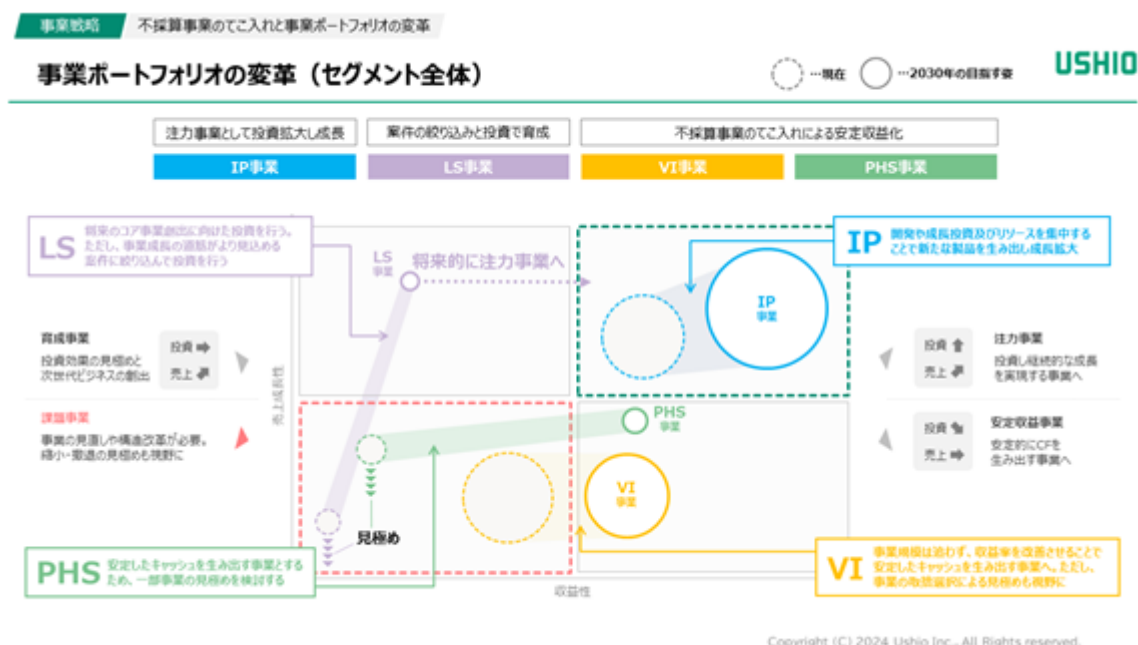 事業戦略 不採算事業のてこ入れと事業ポートフォリオの変革
事業ポートフォリオの変革（セグメント全体）
…現在 …2030年の目指す姿
USHIO
注力事業として投資拡大し成長
案件の絞り込みと投資で育成
不採算事業のてこ入れによる安定収益化
IP事業
LS事業
VI事業
PHS事業
LS
将来のコア事業創出に向けた投資を行う。
ただし、事業成長の道筋がより見込める
案件に絞り込んで投資を行う
LS
事業
将来的に注力事業へ
IP
事業
IP
開発や成長投資及びリソースを集中する
ことで新たな製品を生み出し成長拡大
育成事業
投資効果の見極めと
次世代ビジネスの創出
投資
売上
課題事業
事業の見直しや構造改革が必要。
縮小・撤退の見極めも視野に
売上成長性
注力事業
投資し継続的な成長
を実現する事業へ
投資
売上
安定収益事業
安定的にCFを
生み出す事業へ
投資
売上
PHS
事業
VI
事業
見極め
PHS
安定したキャッシュを生み出す事業とする
ため、一部事業の見極めを検討する
VI
事業規模は追わず、収益率を改善させることで
安定したキャッシュを生み出す事業へ。ただし、
事業の取捨選択による見極めも視野に
収益性
Copyright (C) 2024 Ushio Inc., All Rights reserved.